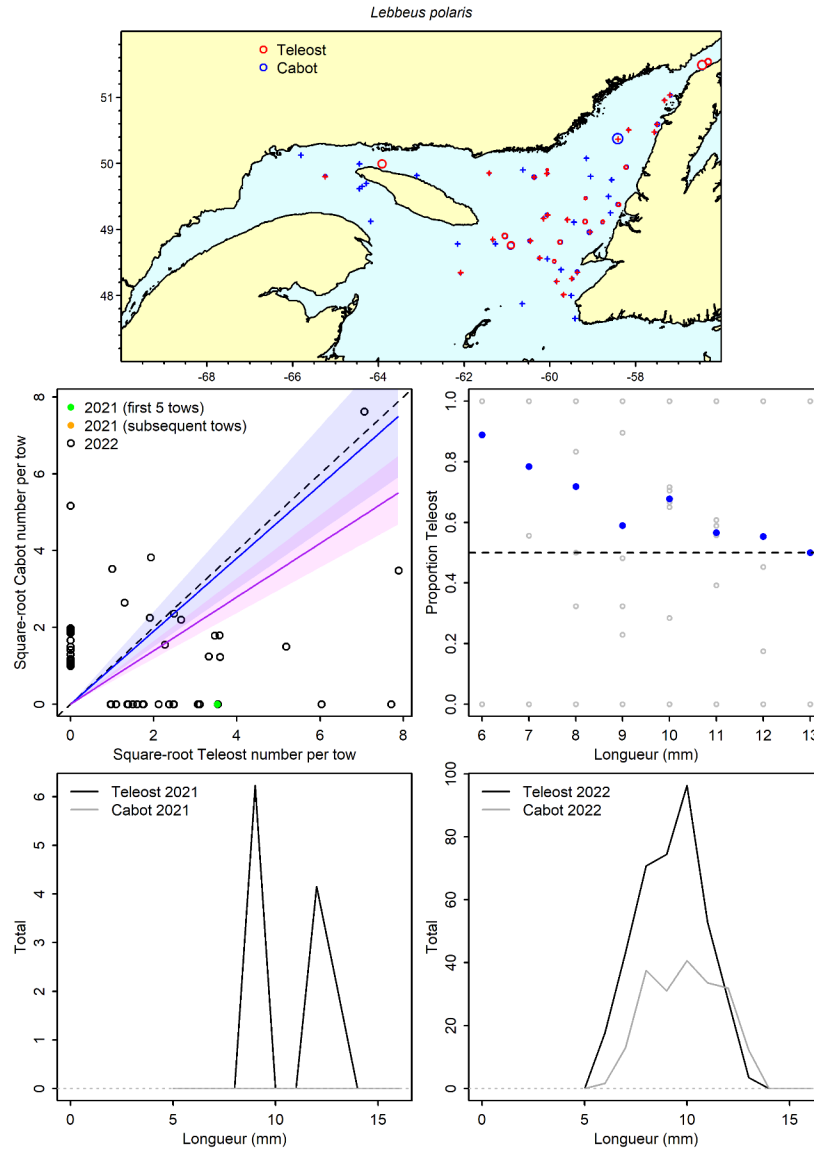 Lebbeus polaris
Teleost
Cabot
51
50
49
48
-68 -66 -64 -62 -60 -58
2021 (first 5 tows)
2021 (subsequent tows)
2022
Square-root Cabot number per tow
0 2 4 6 8
0 2 4 6 8
Square-root Teleost number per tow
Proportion Teleost
0.0 0.2 0.4 0.6 0.8 1.0
6 7 8 9 10 11 12 13
Longueur (mm)
Teleost 2021
Cabot 2021
Total
0 1 2 3 4 5 6
0 5 10 15
Longueur (mm)
Teleost 2022
Cabot 2022
Total
0 20 40 60 80 100
0 5 10 15
Longueur (mm)